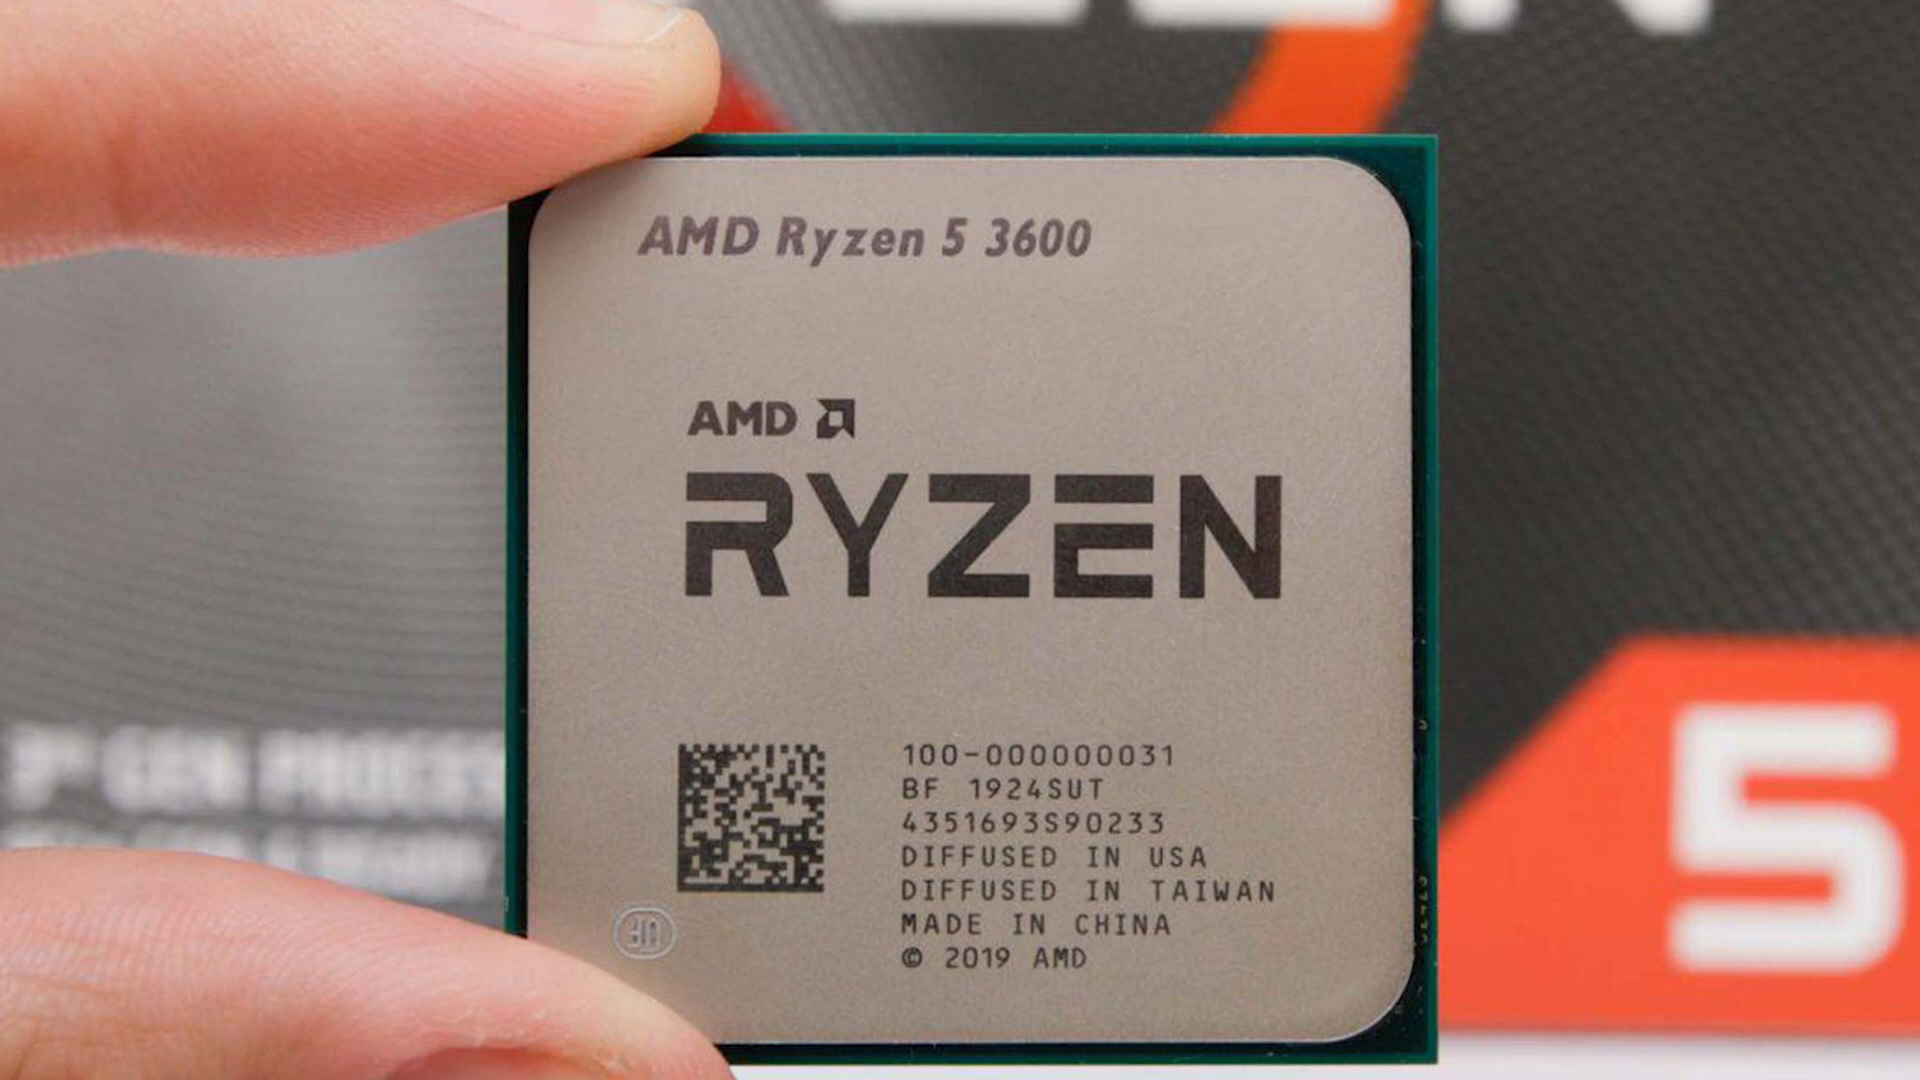 AMD Ryzen 5 3600
AMD
RYZEN
100-000000031
BF 1924SUT
4351693S90233
DIFFUSED IN USA
DIFFUSED IN TAIWAN
MADE IN CHINA
© 2019 AMD
5